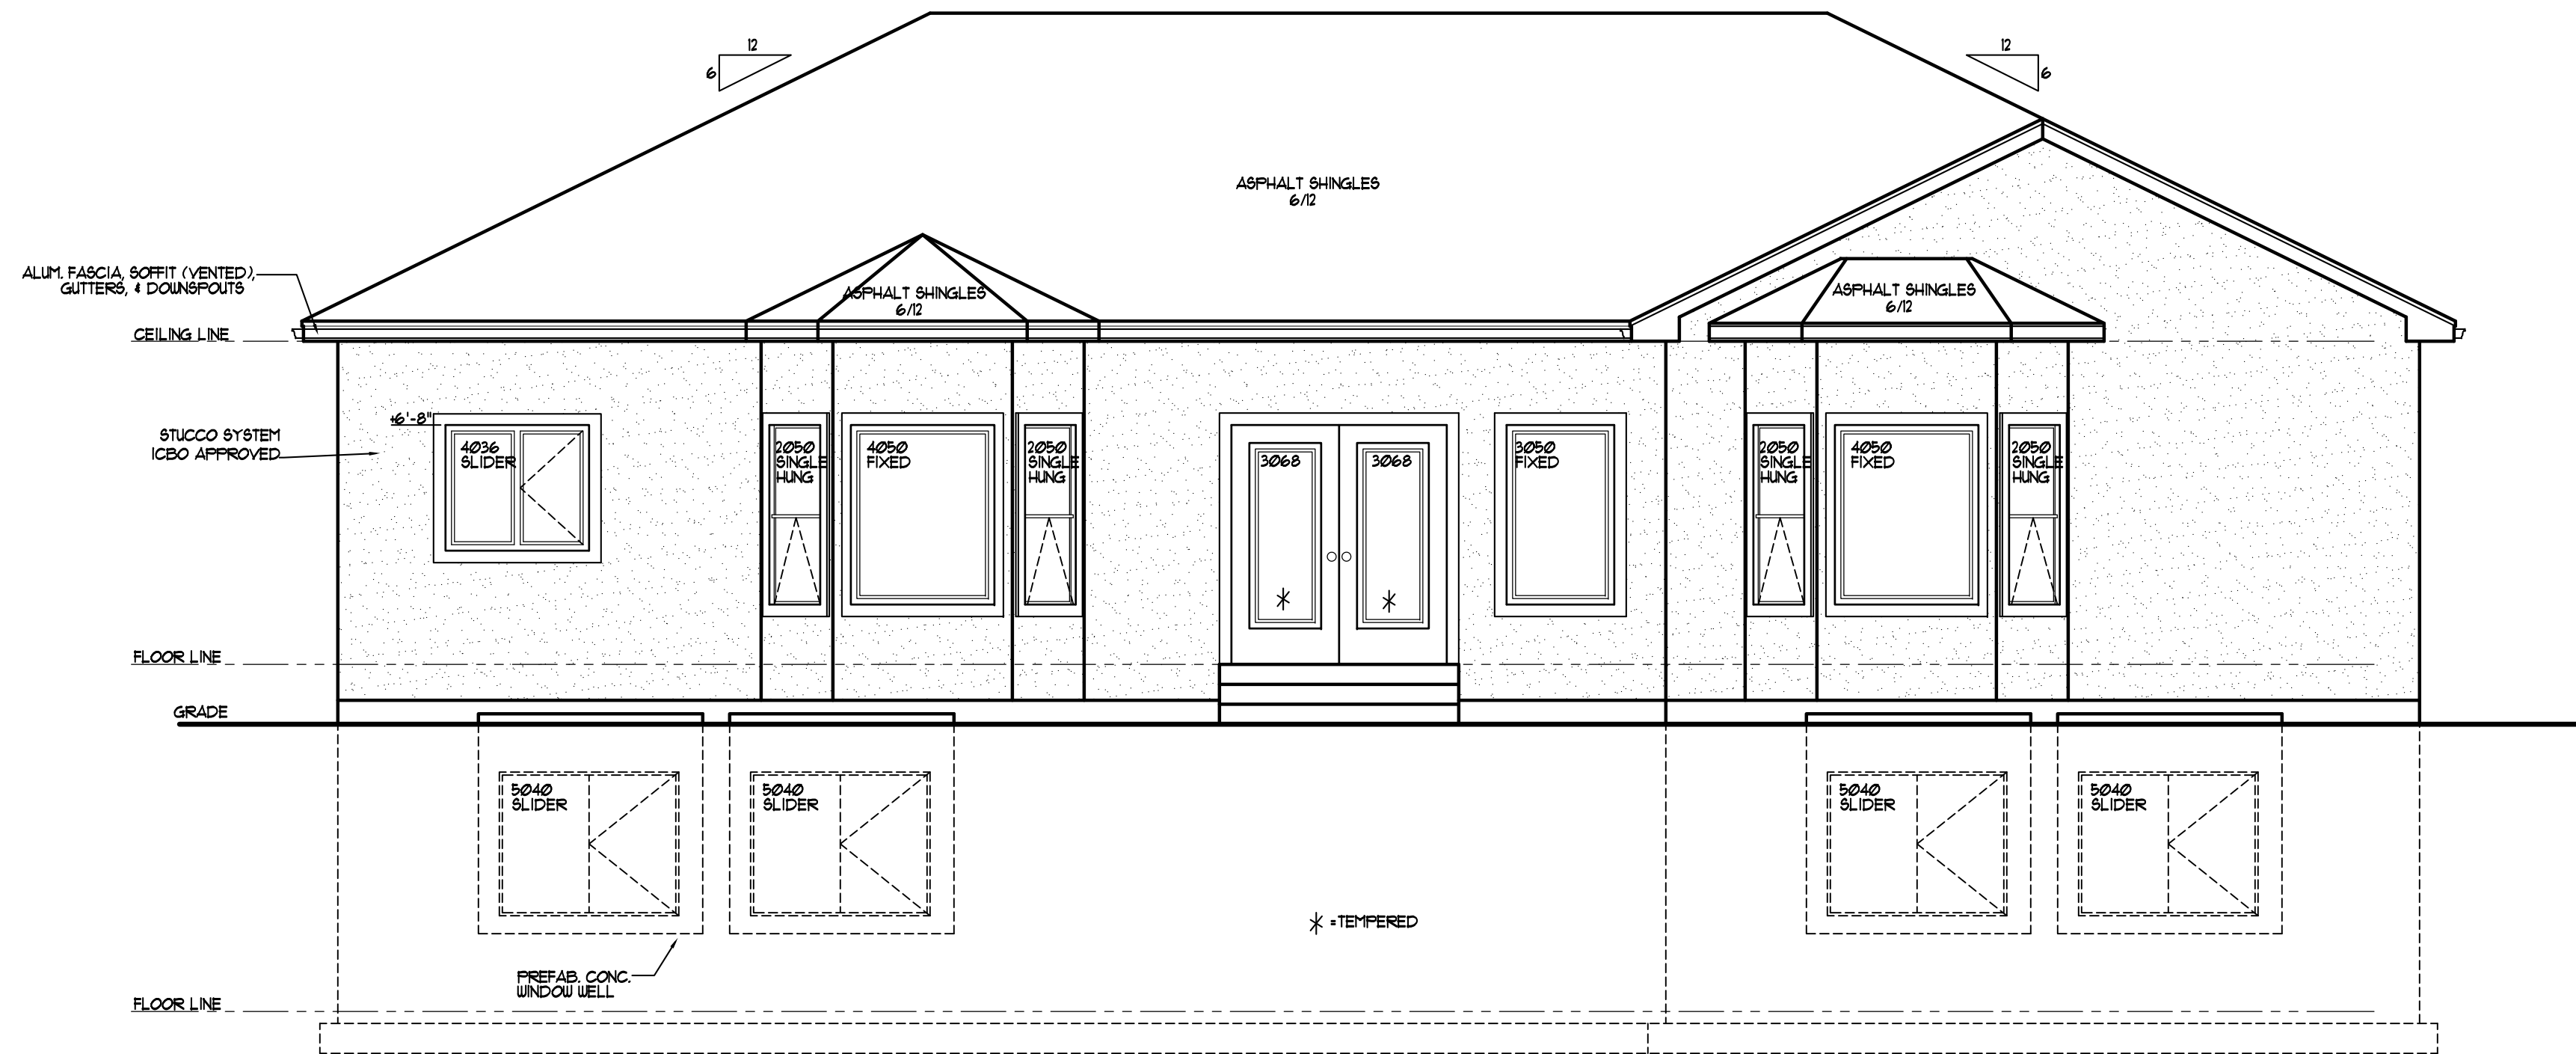 12
6
12
6
ASPHALT SHINGLES
6/12
ALUM. FASCIA, SOFFIT (VENTED),
GUTTERS, & DOWNSPOUTS
ASPHALT SHINGLES
6/12
ASPHALT SHINGLES
6/12
CEILING LINE
STUCCO SYSTEM
ICBO APPROVED
+6'-8"
4036
SLIDER
2050
SINGLE
HUNG
4050
FIXED
2050
SINGLE
HUNG
3068
3068
3050
FIXED
2050
SINGLE
HUNG
4050
FIXED
2050
SINGLE
HUNG
FLOOR LINE
GRADE
5040
SLIDER
5040
SLIDER
5040
SLIDER
5040
SLIDER
=TEMPERED
PREFAB. CONC.
WINDOW WELL
FLOOR LINE